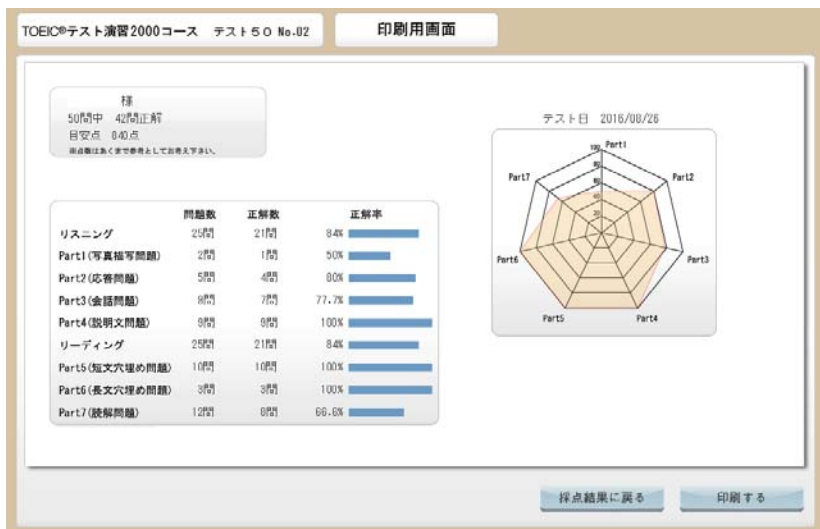 TOEIC®テスト演習2000コース テスト50 No.02
印刷用画面
様
50問中 42問正解
目安点 840点
※点数はあくまで参考としてお考え下さい。
問題数 正解数 正解率
リスニング 25問 21問 84%
Part1(写真描写問題) 2問 1問 50%
Part2(応答問題) 5問 4問 80%
Part3(会話問題) 9問 7問 77.7%
Part4(説明文問題) 9問 9問 100%
リーディング 25問 21問 84%
Part5(短文穴埋め問題) 10問 10問 100%
Part6(長文穴埋め問題) 3問 3問 100%
Part7(読解問題) 12問 8問 66.6%
テスト日 2016/08/26
100 Part1
80
Part7 Part2
60
40
20
Part6 Part3
Part5 Part4
採点結果に戻る 印刷する